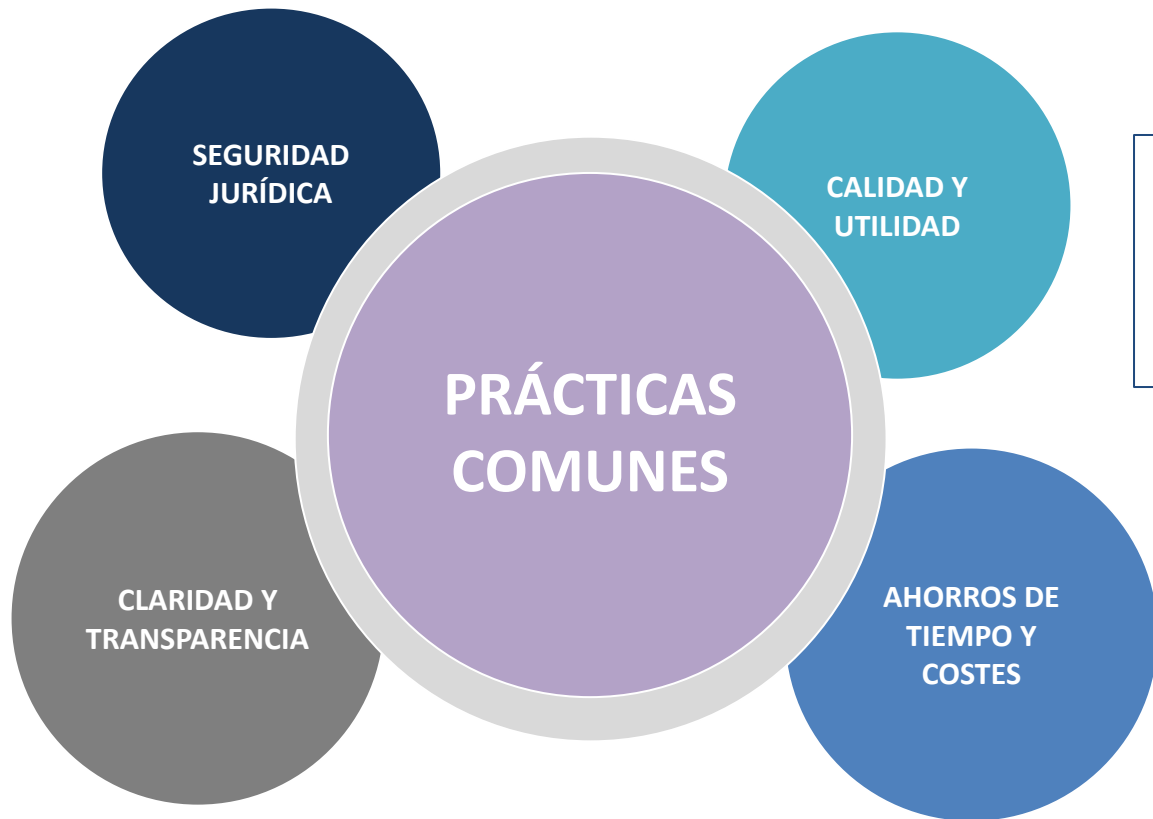 SEGURIDAD
JURÍDICA
CALIDAD Y
UTILIDAD
PRÁCTICAS
COMUNES
CLARIDAD Y
TRANSPARENCIA
AHORROS DE
TIEMPO Y
COSTES